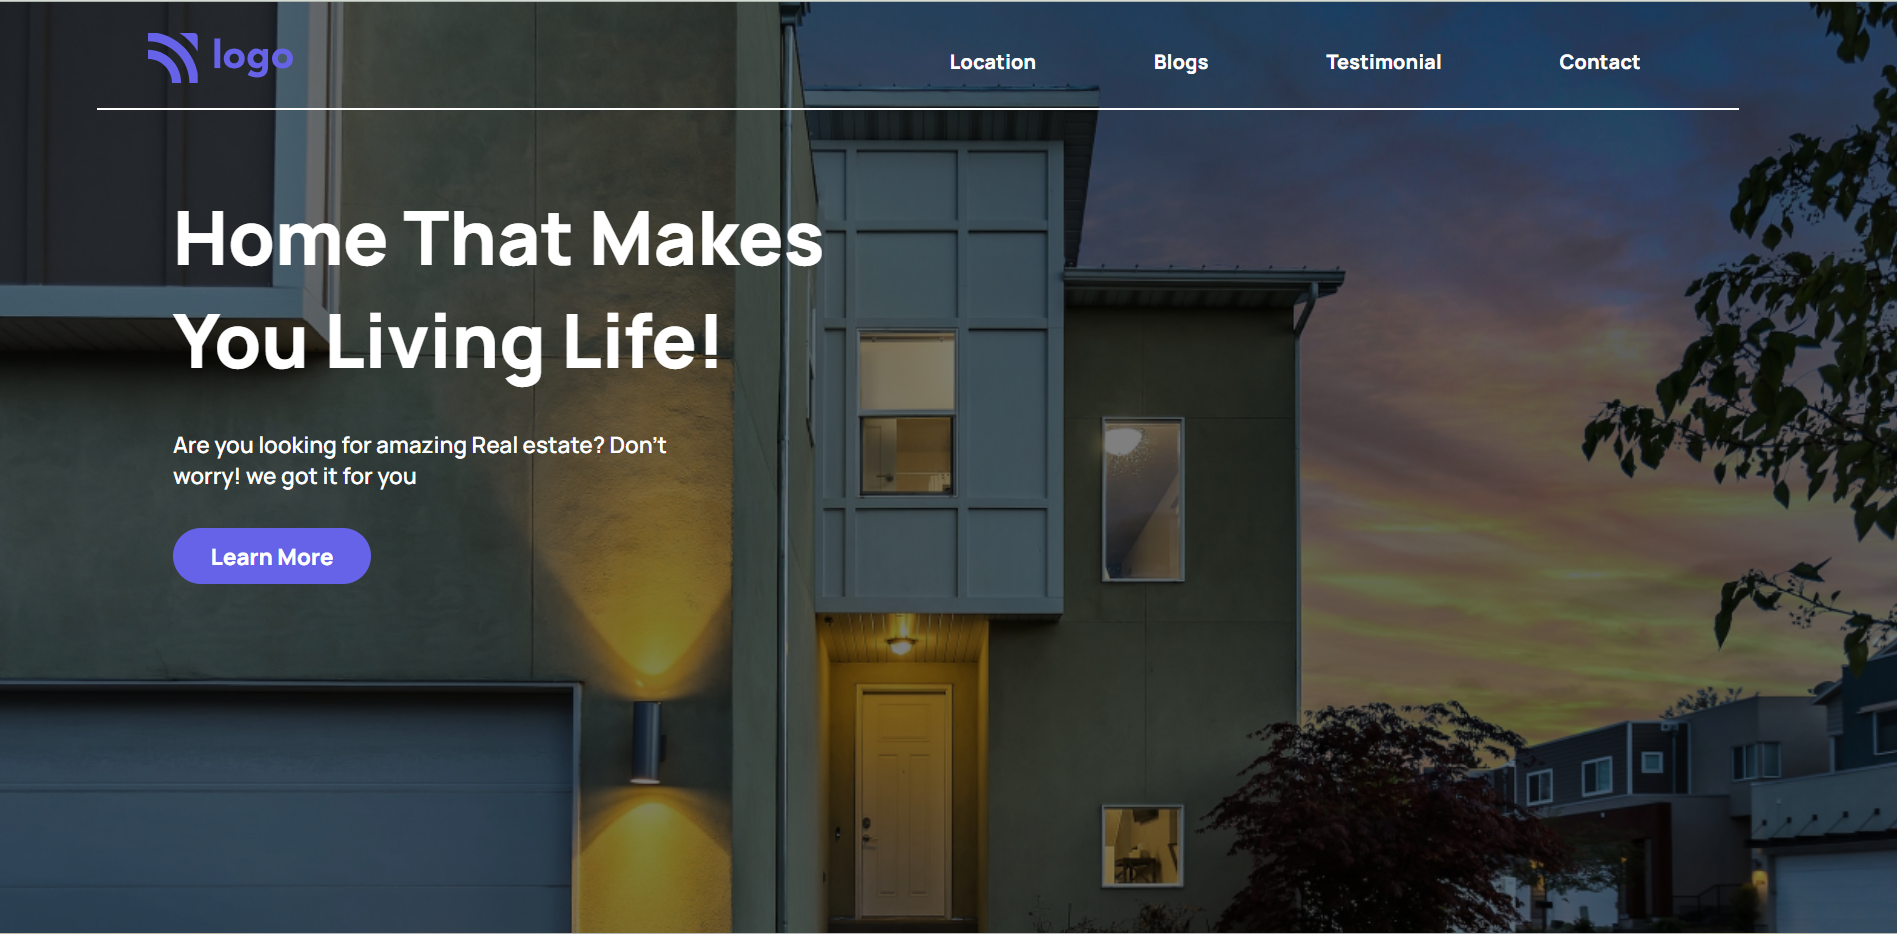 logo
Location Blogs Testimonial Contact
Home That Makes
You Living Life!
Are you looking for amazing Real estate? Don't
worry! we got it for you
Learn More